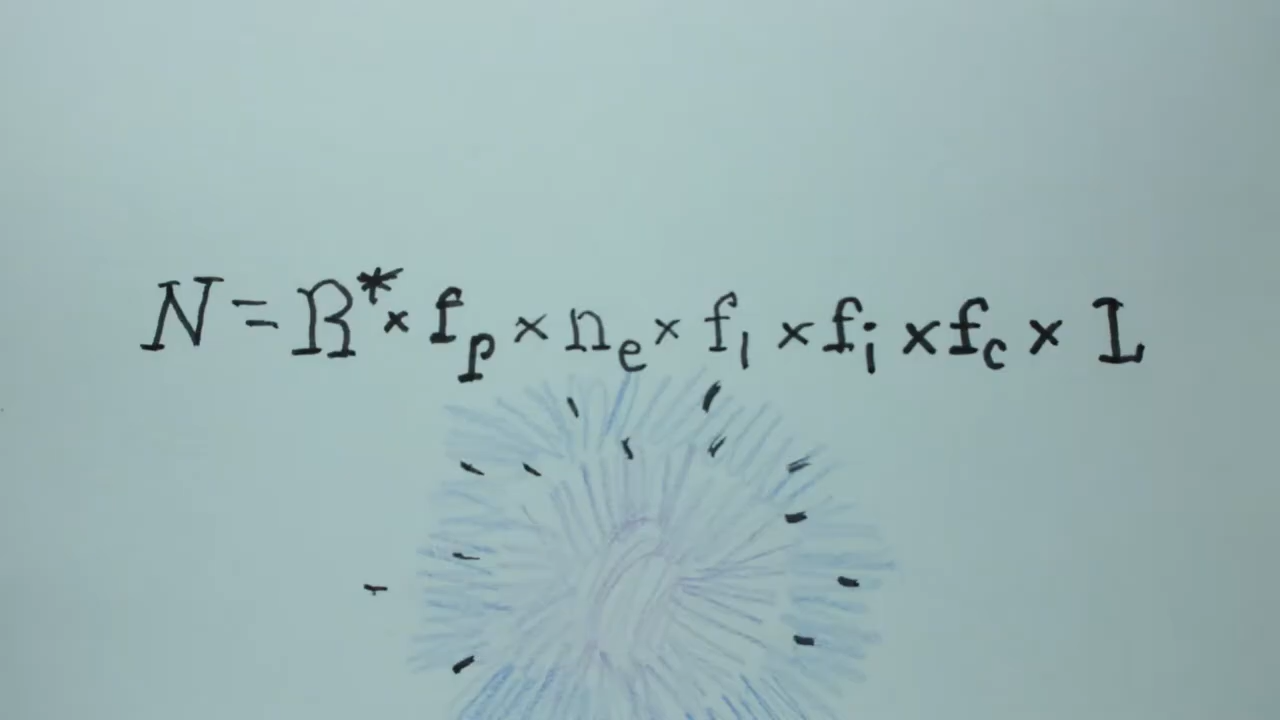 N = R* × fp × ne × fl × fi × fc × L